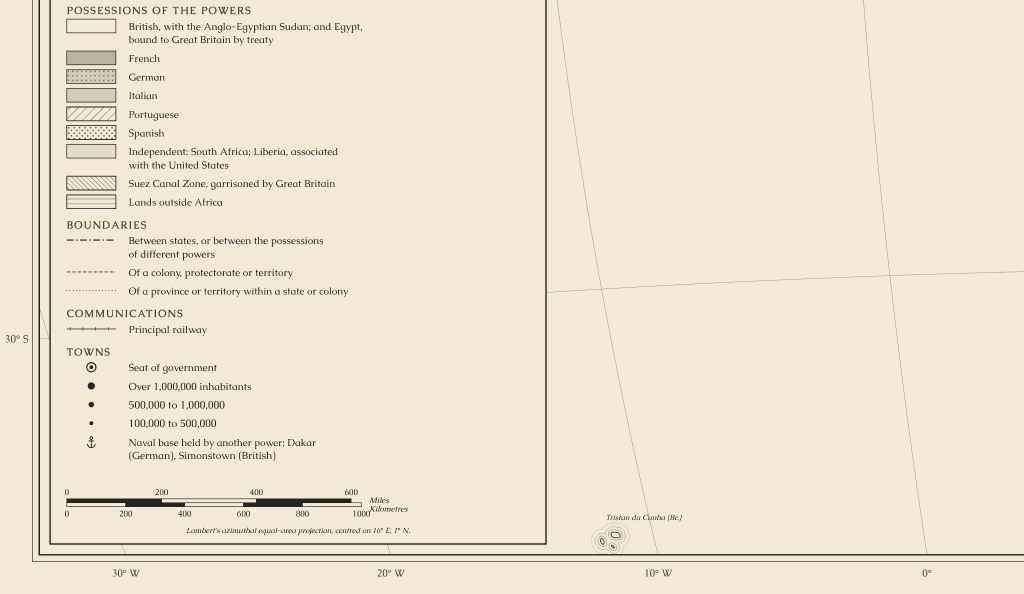 POSSESSIONS OF THE POWERS
British, with the Anglo-Egyptian Sudan; and Egypt,
bound to Great Britain by treaty
French
German
Italian
Portuguese
Spanish
Independent: South Africa; Liberia, associated
with the United States
Suez Canal Zone, garrisoned by Great Britain
Lands outside Africa
BOUNDARIES
Between states, or between the possessions
of different powers
Of a colony, protectorate or territory
Of a province or territory within a state or colony
COMMUNICATIONS
Principal railway
30° S
TOWNS
Seat of government
Over 1,000,000 inhabitants
500,000 to 1,000,000
100,000 to 500,000
Naval base held by another power: Dakar
(German), Simonstown (British)
0 200 400 600 Miles
Kilometres
0 200 400 600 800 1000
Tristan da Cunha (Br.)
Lambert's azimuthal equal-area projection, centred on 16° E, 1° N.
30° W 20° W 10° W 0°